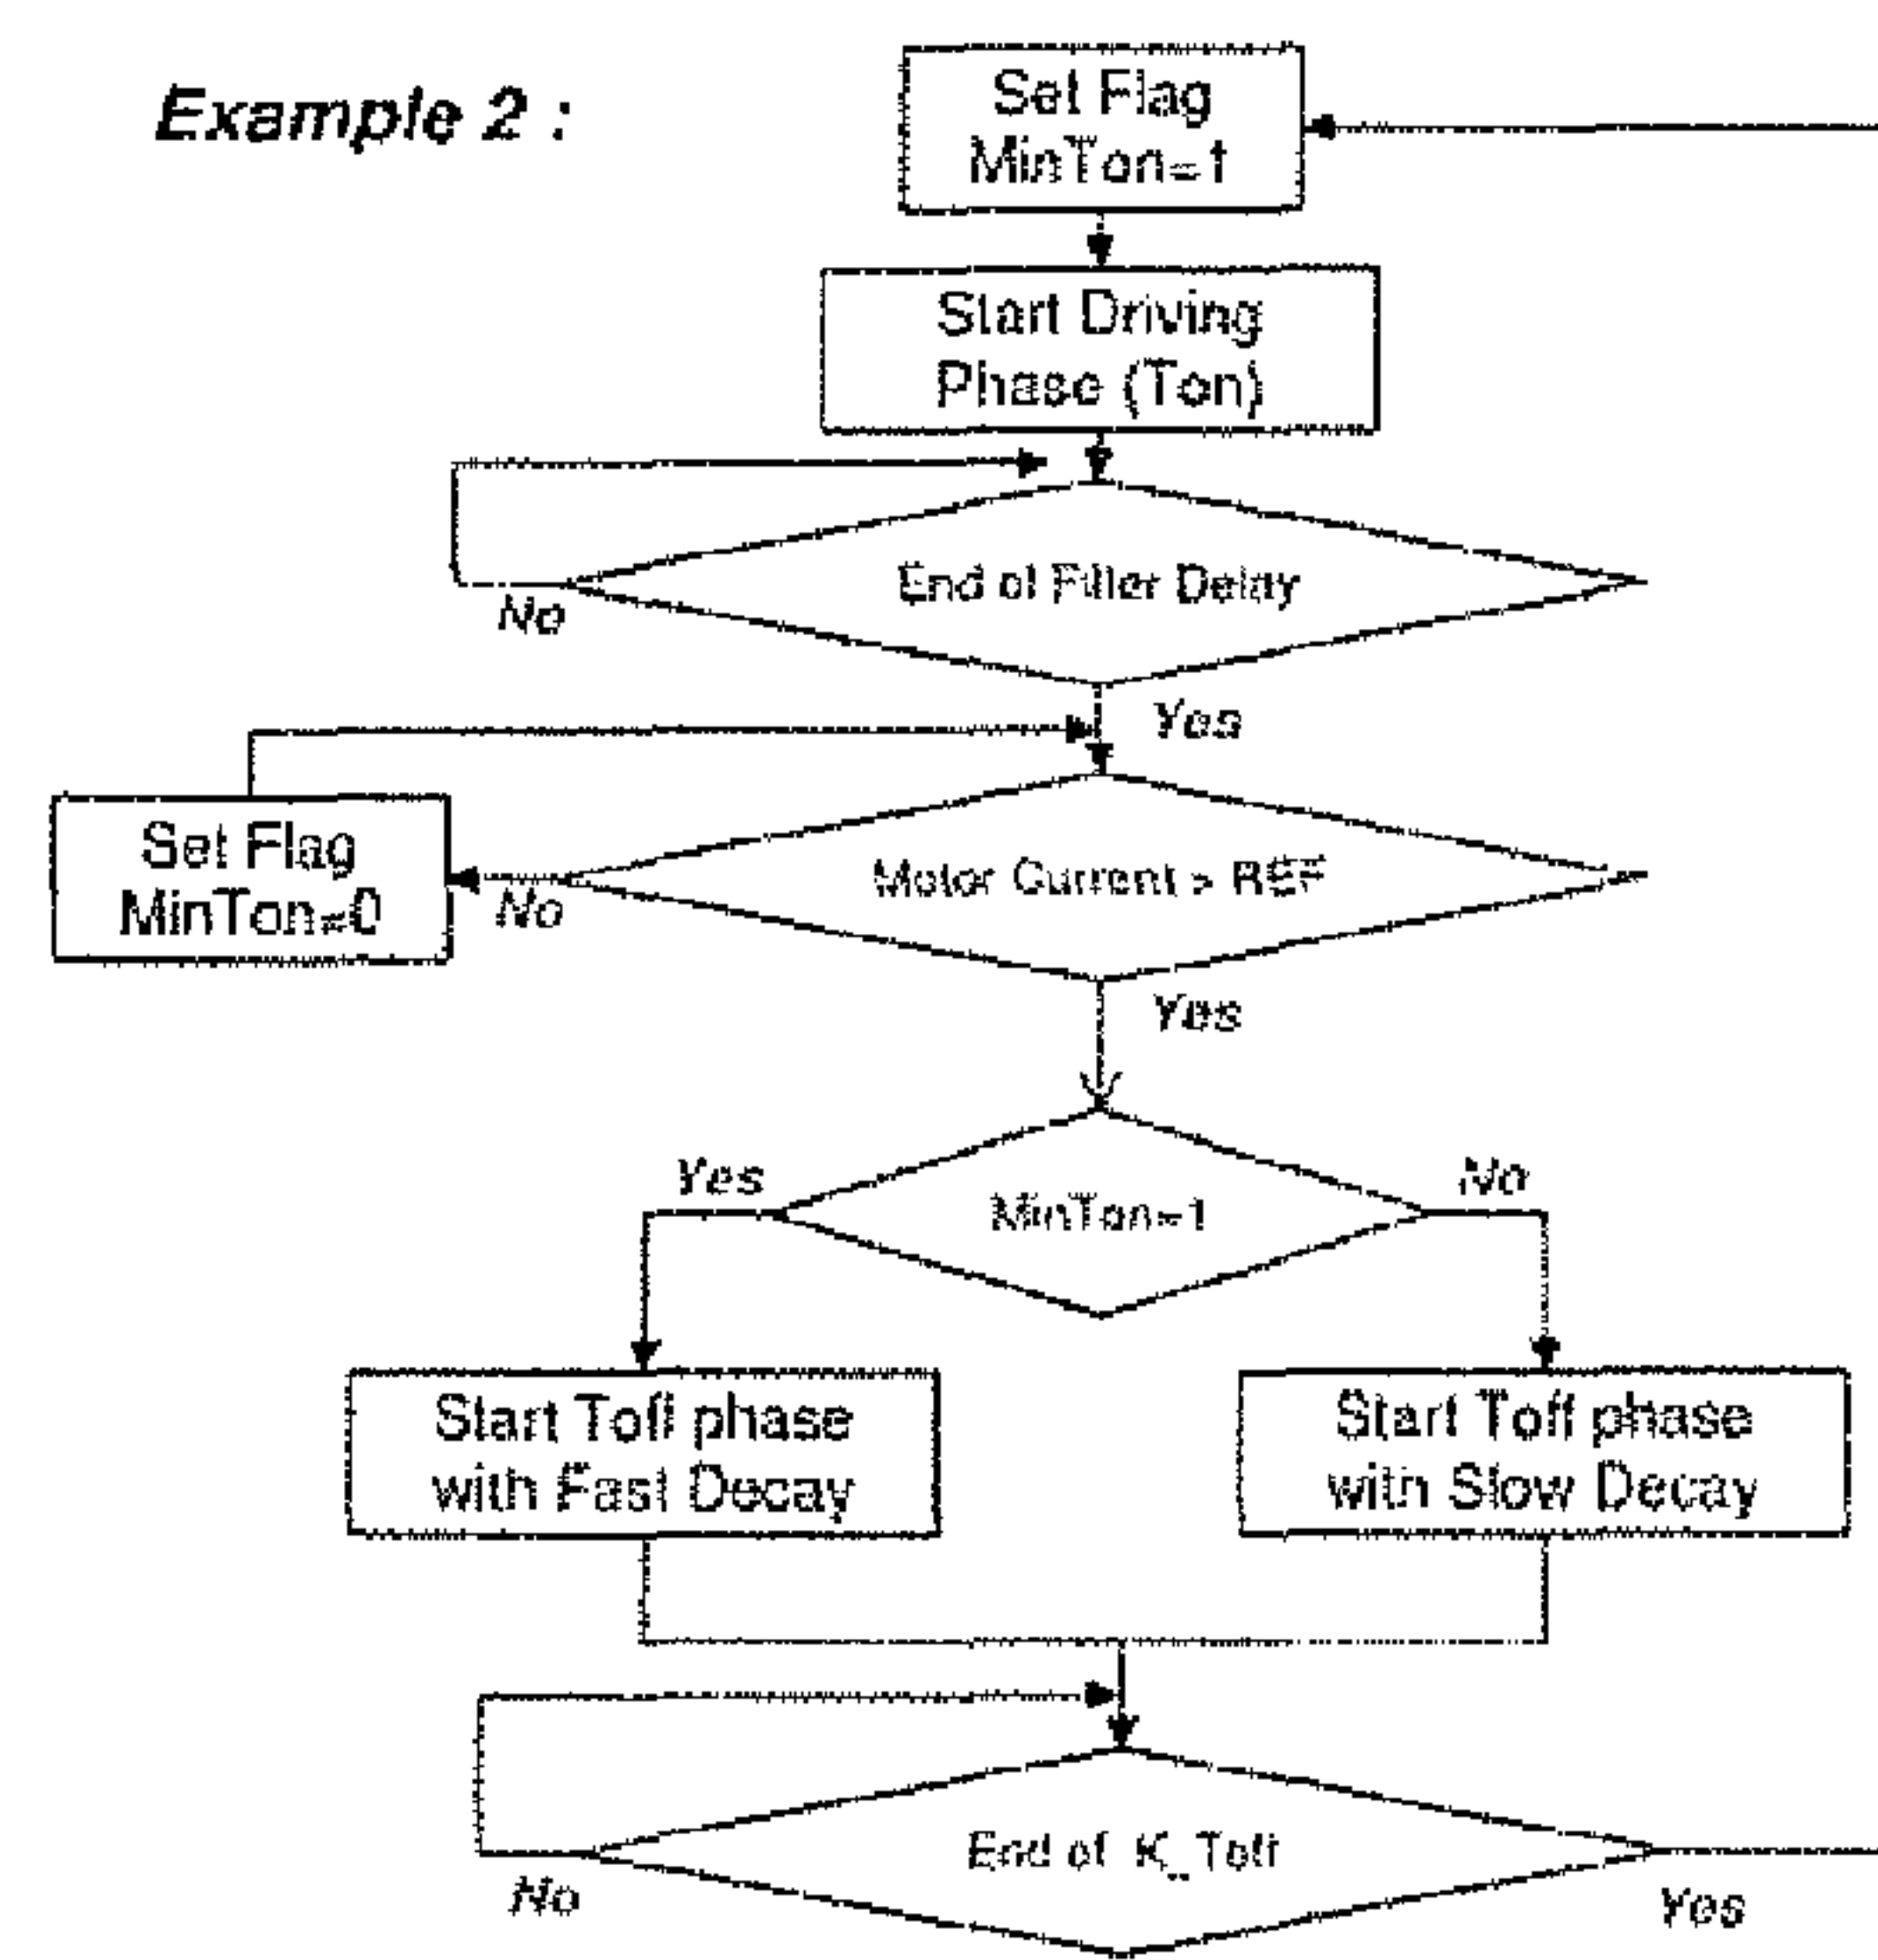 Example 2 :
Set Flag
MinTon=1
Start Driving
Phase (Ton)
End of Filter Delay
No
Yes
Set Flag
MinTon=0
Motor Current > REF
No
Yes
Yes
MinTon=1
No
Start Toff phase
with Fast Decay
Start Toff phase
with Slow Decay
End of K_Toff
No
Yes